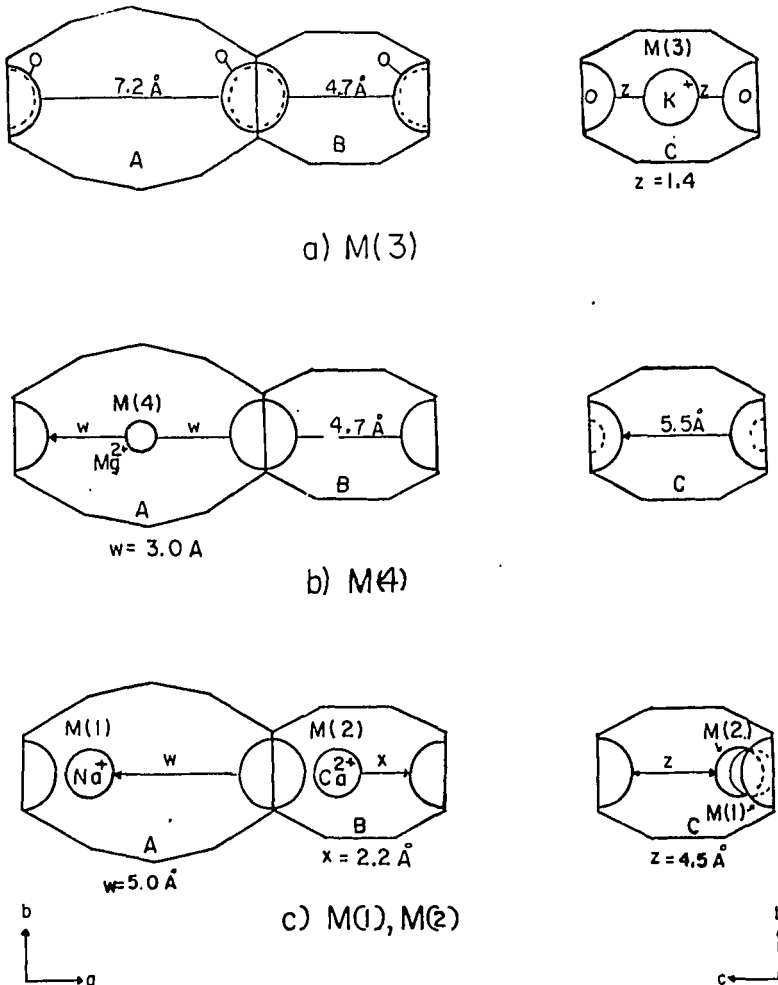 O O
7.2 Å 4.7 Å
A B
M(3)
O z K+ z O
C
z = 1.4
a) M(3)
M(4)
w w
Mg2+
4.7 Å
A B
w = 3.0 A
5.5 Å
C
b) M(4)
M(1) M(2)
Na+ w Ca2+ x
A B
w=5.0 Å x = 2.2 Å
M(2)
z
M(1)
C
z = 4.5 Å
c) M(1), M(2)
b
a
c